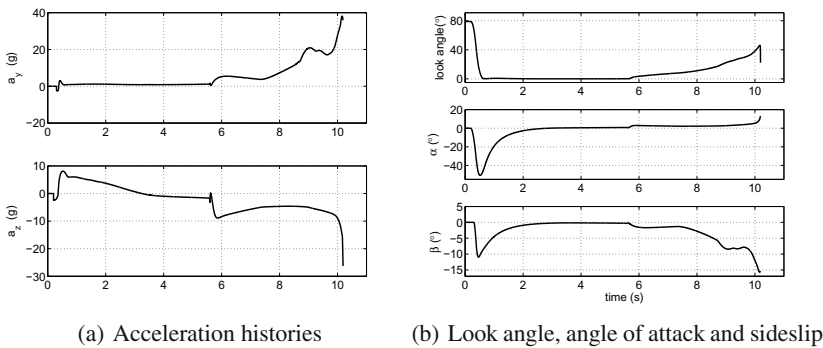 40
20
0
−20
0 2 4 6 8 10
a_y (g)
10
0
−10
−20
−30
0 2 4 6 8 10
a_z (g)
(a) Acceleration histories
80
40
0
0 2 4 6 8 10
look angle(°)
20
0
−20
−40
0 2 4 6 8 10
α (°)
5
0
−5
−10
−15
0 2 4 6 8 10
β (°)
time (s)
(b) Look angle, angle of attack and sideslip